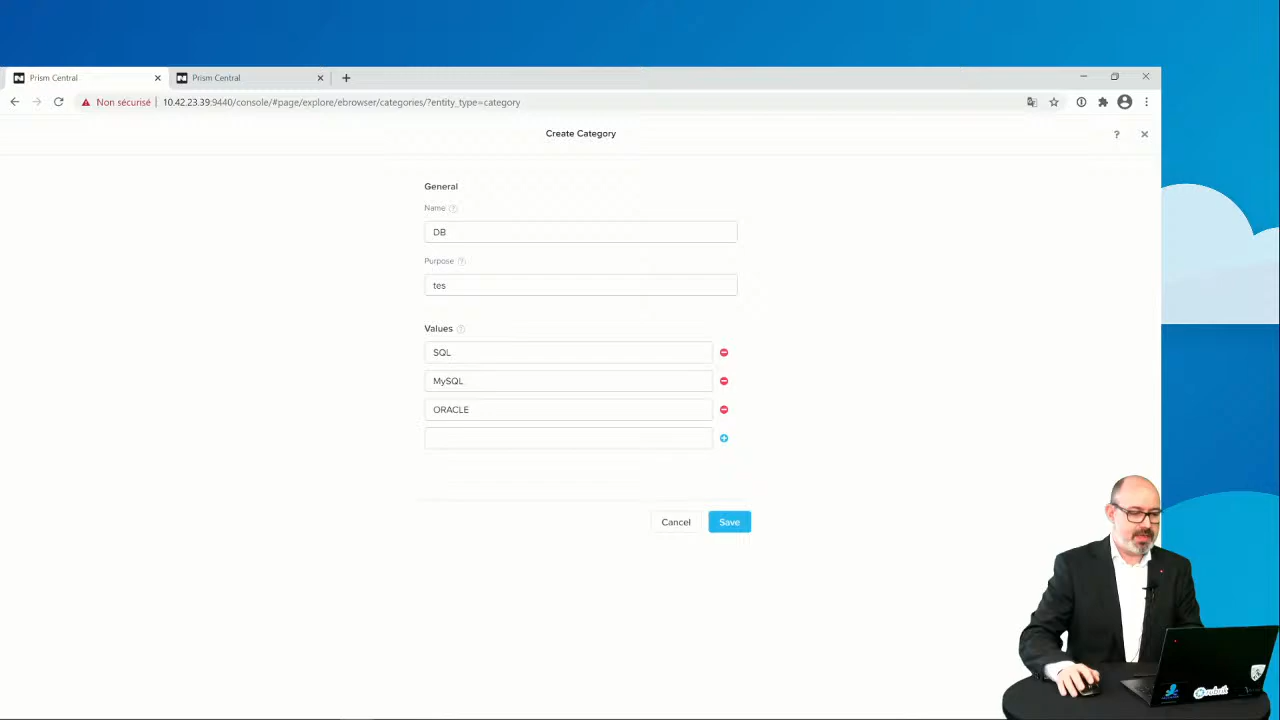 Prism Central
Prism Central
Non sécurisé
10.42.23.39:9440/console/#page/explore/ebrowser/categories/?entity_type=category
Create Category
?
General
Name ?
DB
Purpose ?
tes
Values ?
SQL
MySQL
ORACLE
Cancel
Save
rubrik